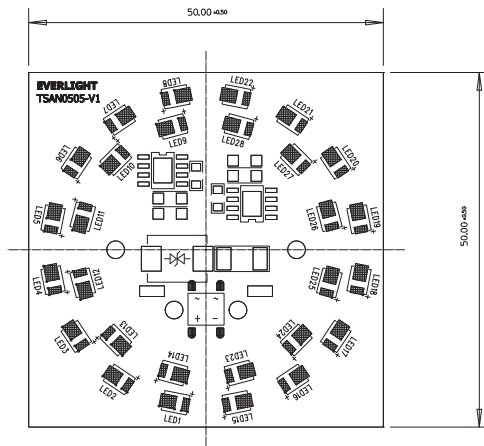 50.00 ±0.50
EVERLIGHT
TSAN0505-V1
LED8
LED22
LED7
LED21
LED9
LED28
LED6
LED10
LED27
LED20
LED5
LED11
LED26
LED19
50.00 ±0.50
LED4
LED12
LED25
LED18
~ ~
+ -
LED3
LED13
LED24
LED17
LED14
LED23
LED2
LED16
LED1
LED15